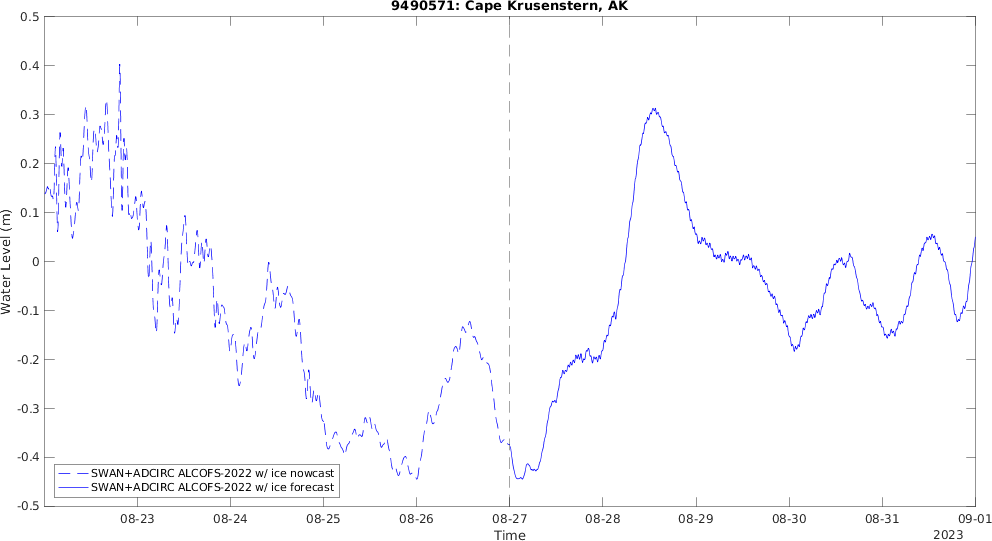 9490571: Cape Krusenstern, AK
0.5
0.4
0.3
0.2
0.1
0
-0.1
-0.2
-0.3
-0.4
-0.5
Water Level (m)
SWAN+ADCIRC ALCOFS-2022 w/ ice nowcast
SWAN+ADCIRC ALCOFS-2022 w/ ice forecast
08-23 08-24 08-25 08-26 08-27 08-28 08-29 08-30 08-31 09-01
Time
2023